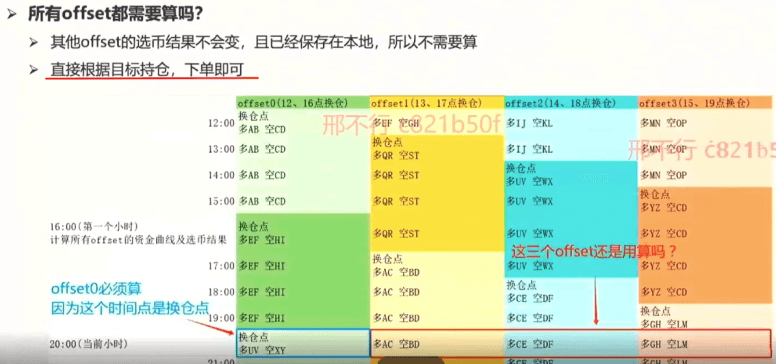 所有offset都需要算吗？
其他offset的选币结果不会变，且已经保存在本地，所以不需要算
直接根据目标持仓，下单即可
offset0(12、16点换仓) offset1(13、17点换仓) offset2(14、18点换仓) offset3(15、19点换仓)
换仓点
12:00 多AB 空CD 多EF 空GH 多IJ 空KL 多MN 空OP
邢不行 c821b50f
换仓点
13:00 多AB 空CD 多QR 空ST 多IJ 空KL 多MN 空OP
邢不行 c821b
换仓点
14:00 多AB 空CD 多QR 空ST 多UV 空WX 多MN 空OP
换仓点
15:00 多AB 空CD 多QR 空ST 多UV 空WX 多YZ 空CD
16:00(第一个小时) 换仓点
计算所有offset的资金曲线及选币结果 多EF 空HI 多QR 空ST 多UV 空WX 多YZ 空CD
这三个offset还是用算吗？
换仓点
17:00 多EF 空HI 多AC 空BD 多UV 空WX 多YZ 空CD
offset0必须算
因为这个时间点是换仓点
换仓点
18:00 多EF 空HI 多AC 空BD 多CE 空DF 多YZ 空CD
换仓点
19:00 多EF 空HI 多AC 空BD 多CE 空DF 多GH 空LM
换仓点
20:00(当前小时) 多UV 空XY 多AC 空BD 多CE 空DF 多GH 空LM